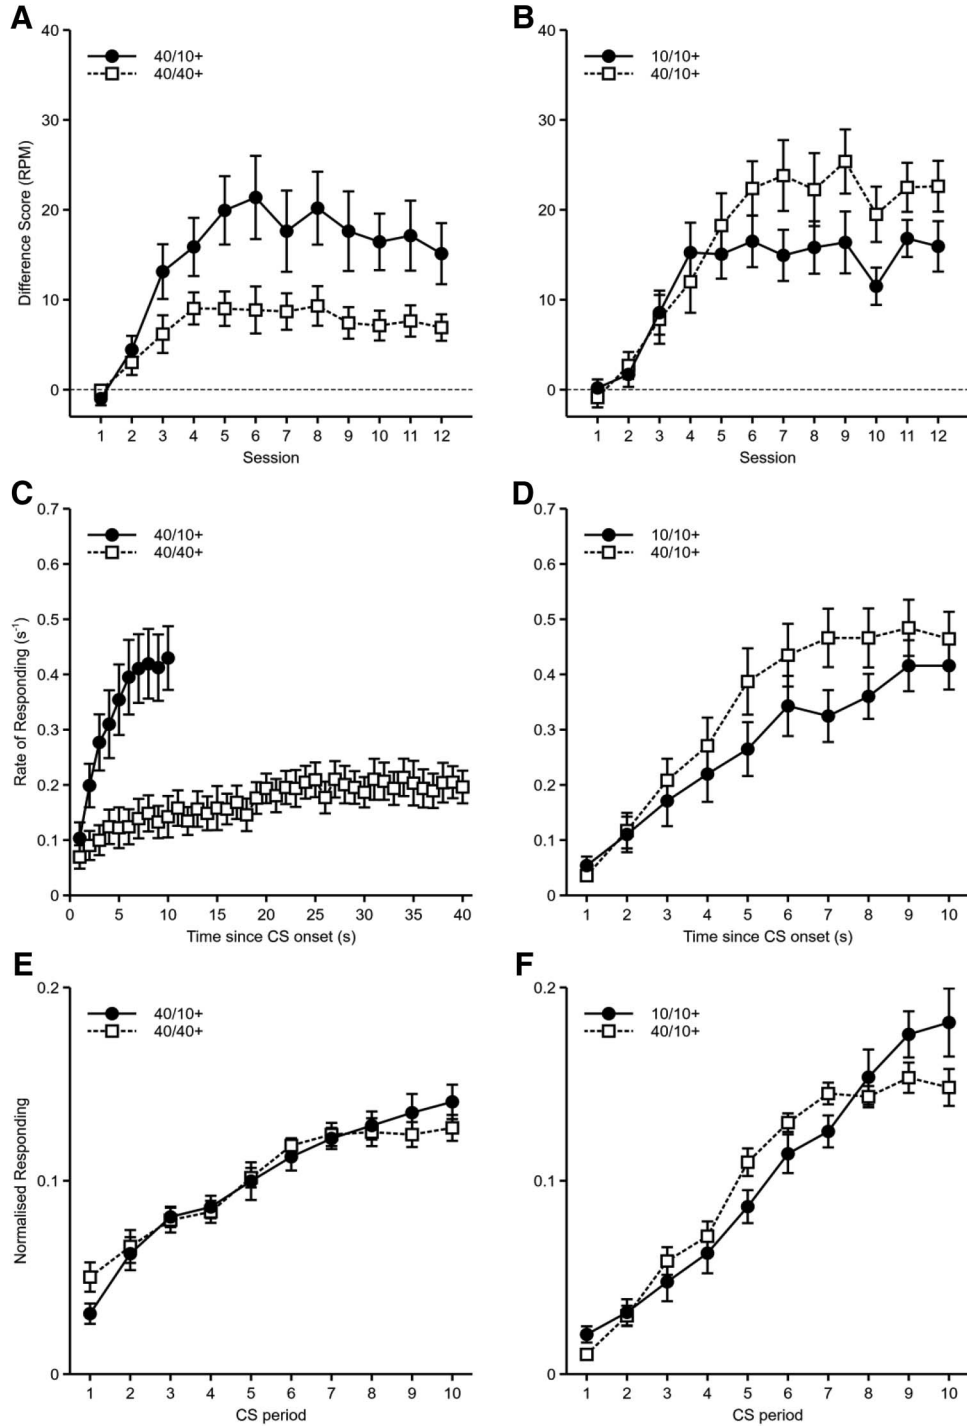 A
40
30
20
10
0
Difference Score (RPM)
40/10+
40/40+
1 2 3 4 5 6 7 8 9 10 11 12
Session
B
40
30
20
10
0
10/10+
40/10+
1 2 3 4 5 6 7 8 9 10 11 12
Session
C
0.7
0.6
0.5
0.4
0.3
0.2
0.1
0
Rate of Responding (s⁻¹)
40/10+
40/40+
0 5 10 15 20 25 30 35 40
Time since CS onset (s)
D
0.7
0.6
0.5
0.4
0.3
0.2
0.1
0
10/10+
40/10+
1 2 3 4 5 6 7 8 9 10
Time since CS onset (s)
E
0.2
0.1
0
Normalised Responding
40/10+
40/40+
1 2 3 4 5 6 7 8 9 10
CS period
F
0.2
0.1
0
10/10+
40/10+
1 2 3 4 5 6 7 8 9 10
CS period